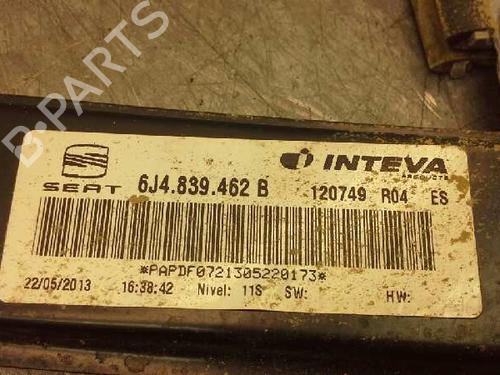 B-PARTS
SEAT
INTEVA
PRODUCTS
6J4.839.462 B
120749 R04 ES
*PAPDF0721305220173*
22/05/2013 16:38:42 Nivel: 11S SW: HW: